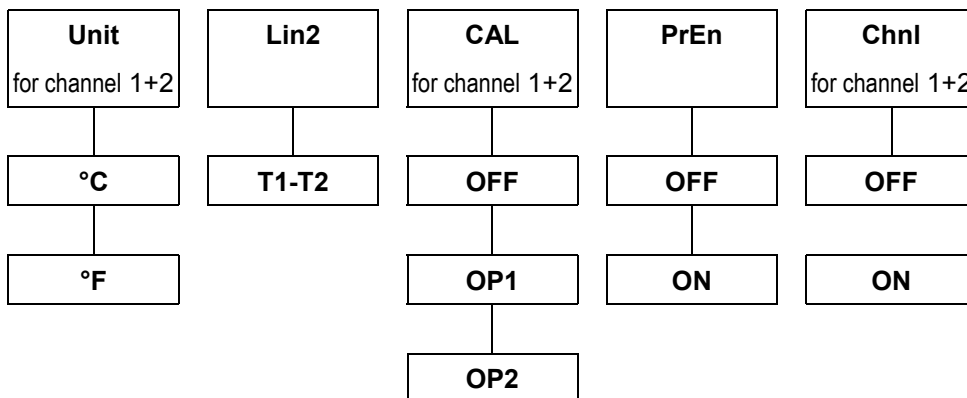 Unit
for channel 1+2
Lin2
CAL
for channel 1+2
PrEn
Chnl
for channel 1+2
°C
T1-T2
OFF
OFF
OFF
°F
OP1
ON
ON
OP2